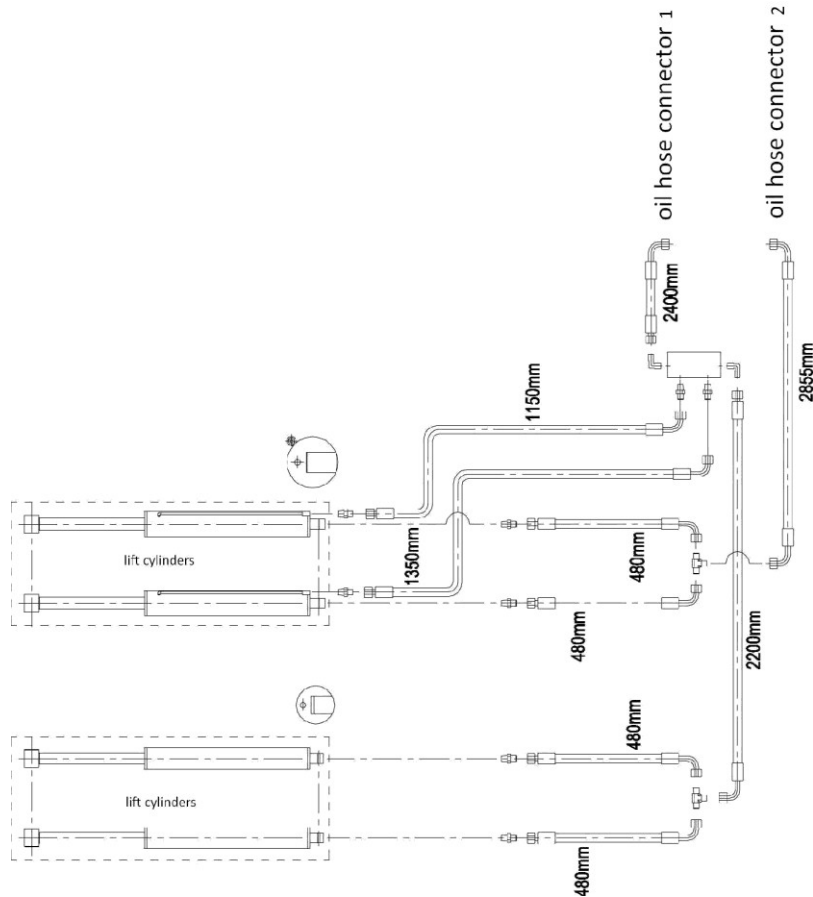 oil hose connector 1
oil hose connector 2
2400mm
2855mm
1150mm
lift cylinders
1350mm
480mm
480mm
2200mm
480mm
lift cylinders
480mm